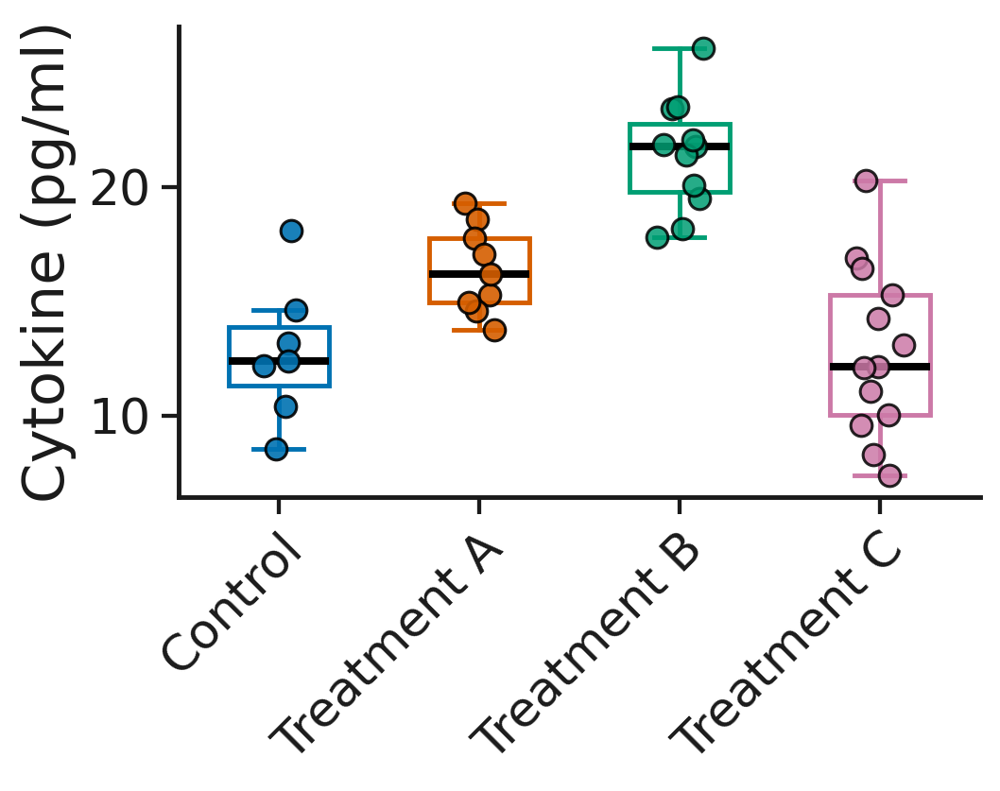 Cytokine (pg/ml)
20
10
Control
Treatment A
Treatment B
Treatment C